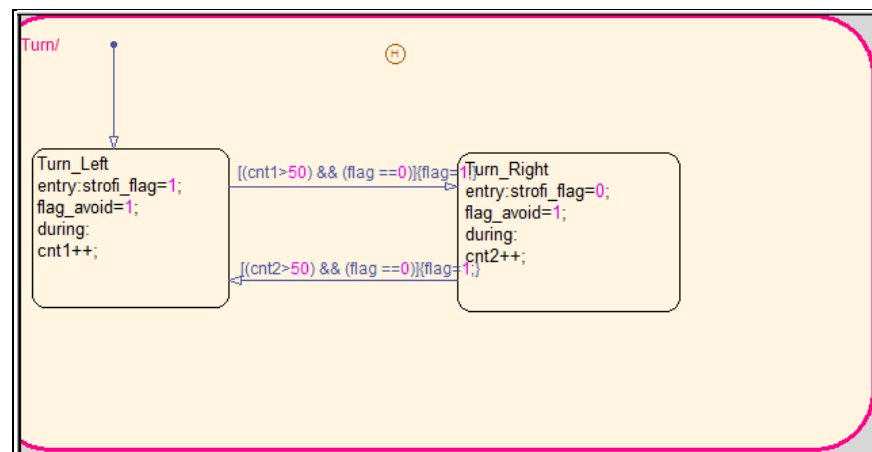 Turn/
H
Turn_Left
entry:strofi_flag=1;
flag_avoid=1;
during:
cnt1++;
[(cnt1>50) && (flag ==0)]{flag=1;}
Turn_Right
entry:strofi_flag=0;
flag_avoid=1;
during:
cnt2++;
[(cnt2>50) && (flag ==0)]{flag=1;}